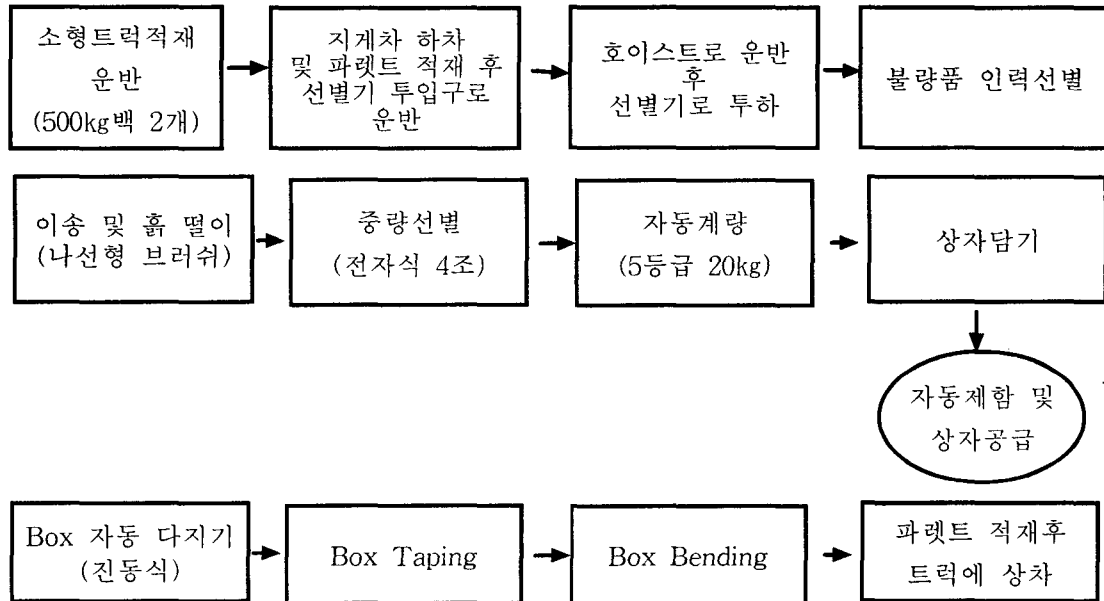 소형트럭적재
운반
(500kg백 2개)
지게차 하차
및 파렛트 적재 후
선별기 투입구로
운반
호이스트로 운반
후
선별기로 투하
불량품 인력선별
이송 및 흙 떨이
(나선형 브러쉬)
중량선별
(전자식 4조)
자동계량
(5등급 20kg)
상자담기
자동제함 및
상자공급
Box 자동 다지기
(진동식)
Box Taping
Box Bending
파렛트 적재후
트럭에 상차